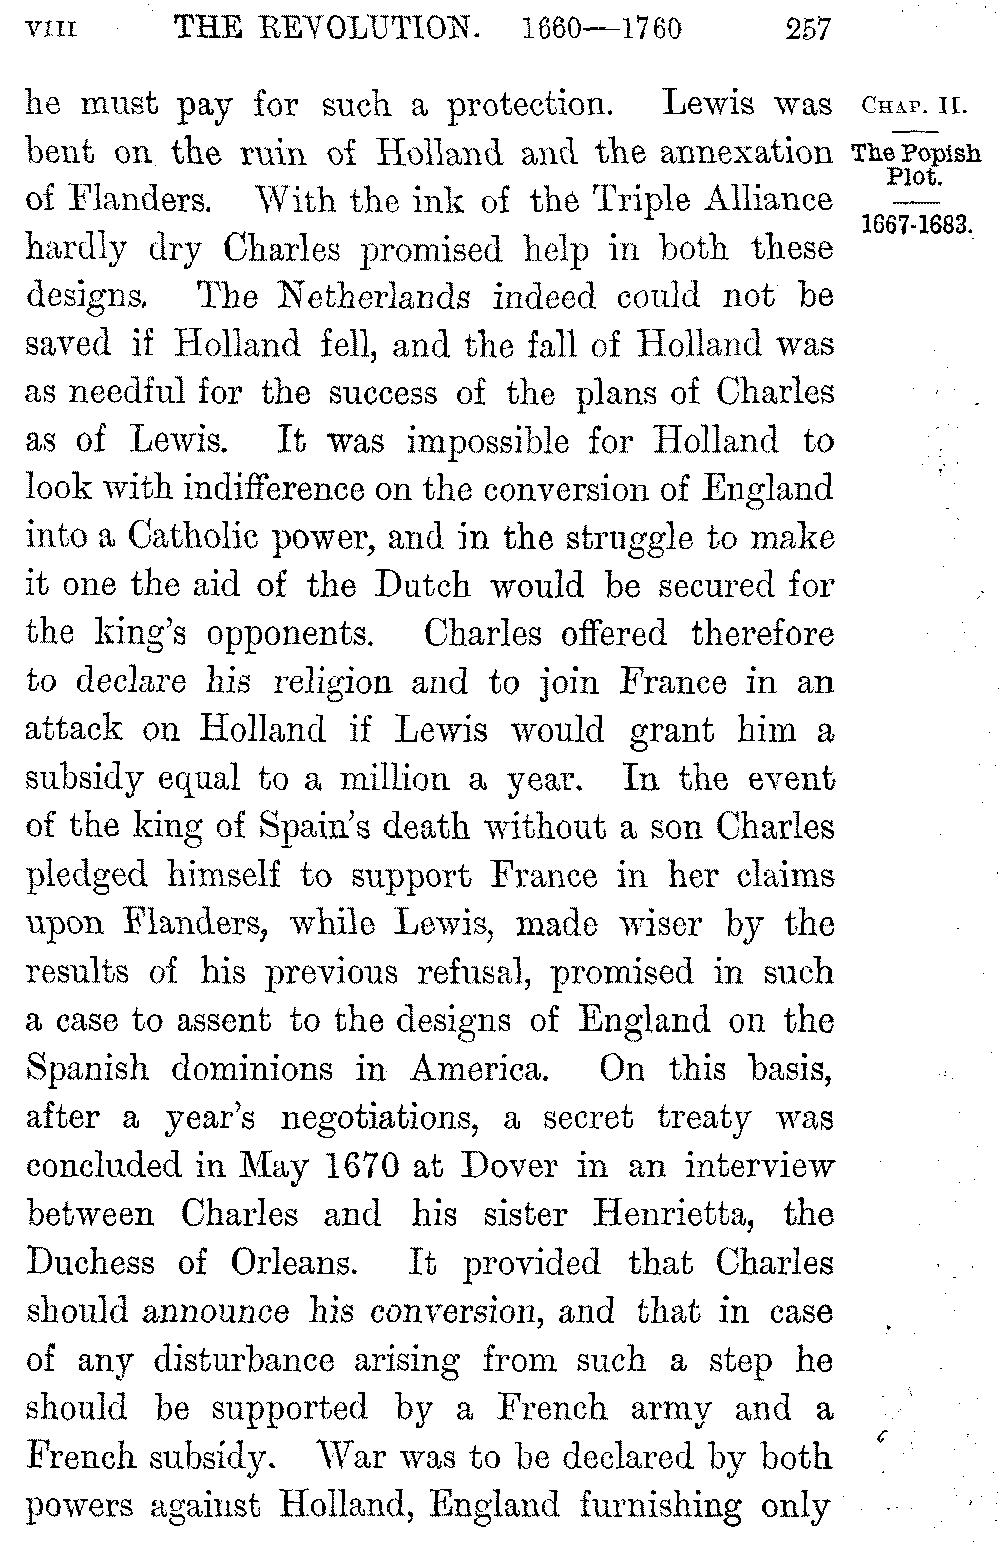 VIII THE REVOLUTION. 1660—1760 257
he must pay for such a protection. Lewis was
bent on the ruin of Holland and the annexation
of Flanders. With the ink of the Triple Alliance
hardly dry Charles promised help in both these
designs. The Netherlands indeed could not be
saved if Holland fell, and the fall of Holland was
as needful for the success of the plans of Charles
as of Lewis. It was impossible for Holland to
look with indifference on the conversion of England
into a Catholic power, and in the struggle to make
it one the aid of the Dutch would be secured for
the king's opponents. Charles offered therefore
to declare his religion and to join France in an
attack on Holland if Lewis would grant him a
subsidy equal to a million a year. In the event
of the king of Spain's death without a son Charles
pledged himself to support France in her claims
upon Flanders, while Lewis, made wiser by the
results of his previous refusal, promised in such
a case to assent to the designs of England on the
Spanish dominions in America. On this basis,
after a year's negotiations, a secret treaty was
concluded in May 1670 at Dover in an interview
between Charles and his sister Henrietta, the
Duchess of Orleans. It provided that Charles
should announce his conversion, and that in case
of any disturbance arising from such a step he
should be supported by a French army and a
French subsidy. War was to be declared by both
powers against Holland, England furnishing only
CHAP. II.
The Popish
Plot.
1667-1683.